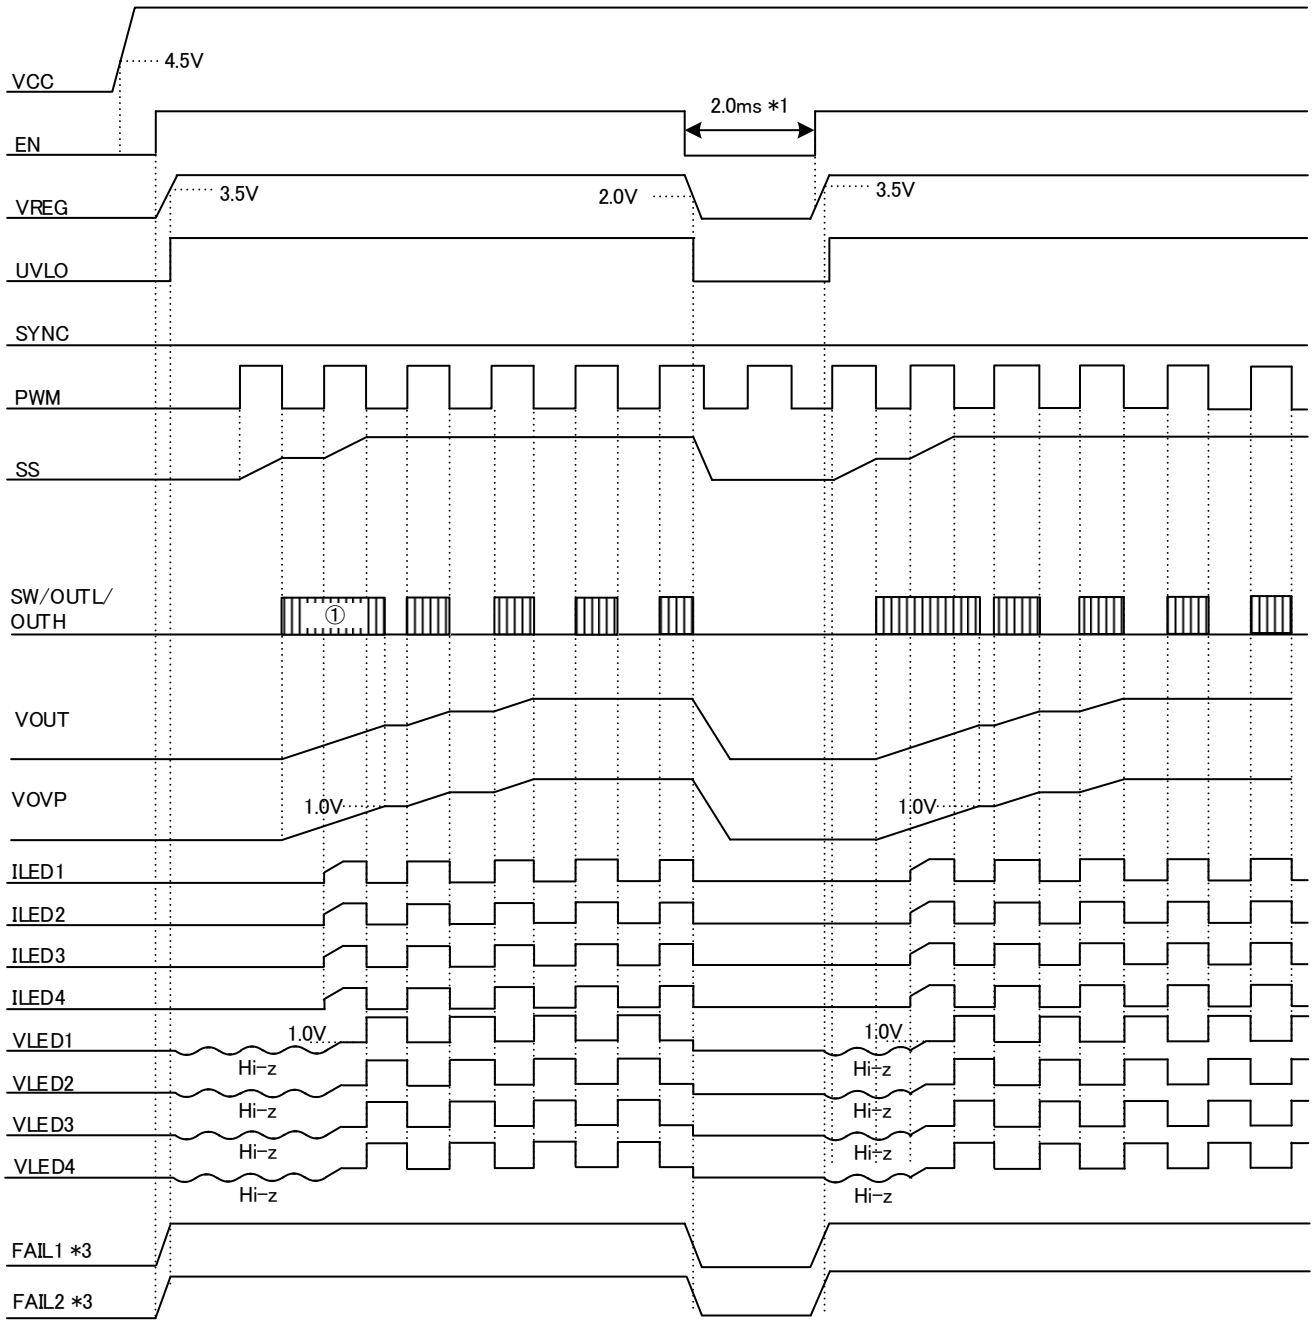 4.5V
VCC
2.0ms *1
EN
3.5V
2.0V
3.5V
VREG
UVLO
SYNC
PWM
SS
SW/OUTL/
OUTH
①
VOUT
VOVP
1.0V
1.0V
ILED1
ILED2
ILED3
ILED4
VLED1
1.0V
1.0V
Hi-z
Hi-z
VLED2
Hi-z
Hi-z
VLED3
Hi-z
Hi-z
VLED4
Hi-z
Hi-z
FAIL1 *3
FAIL2 *3